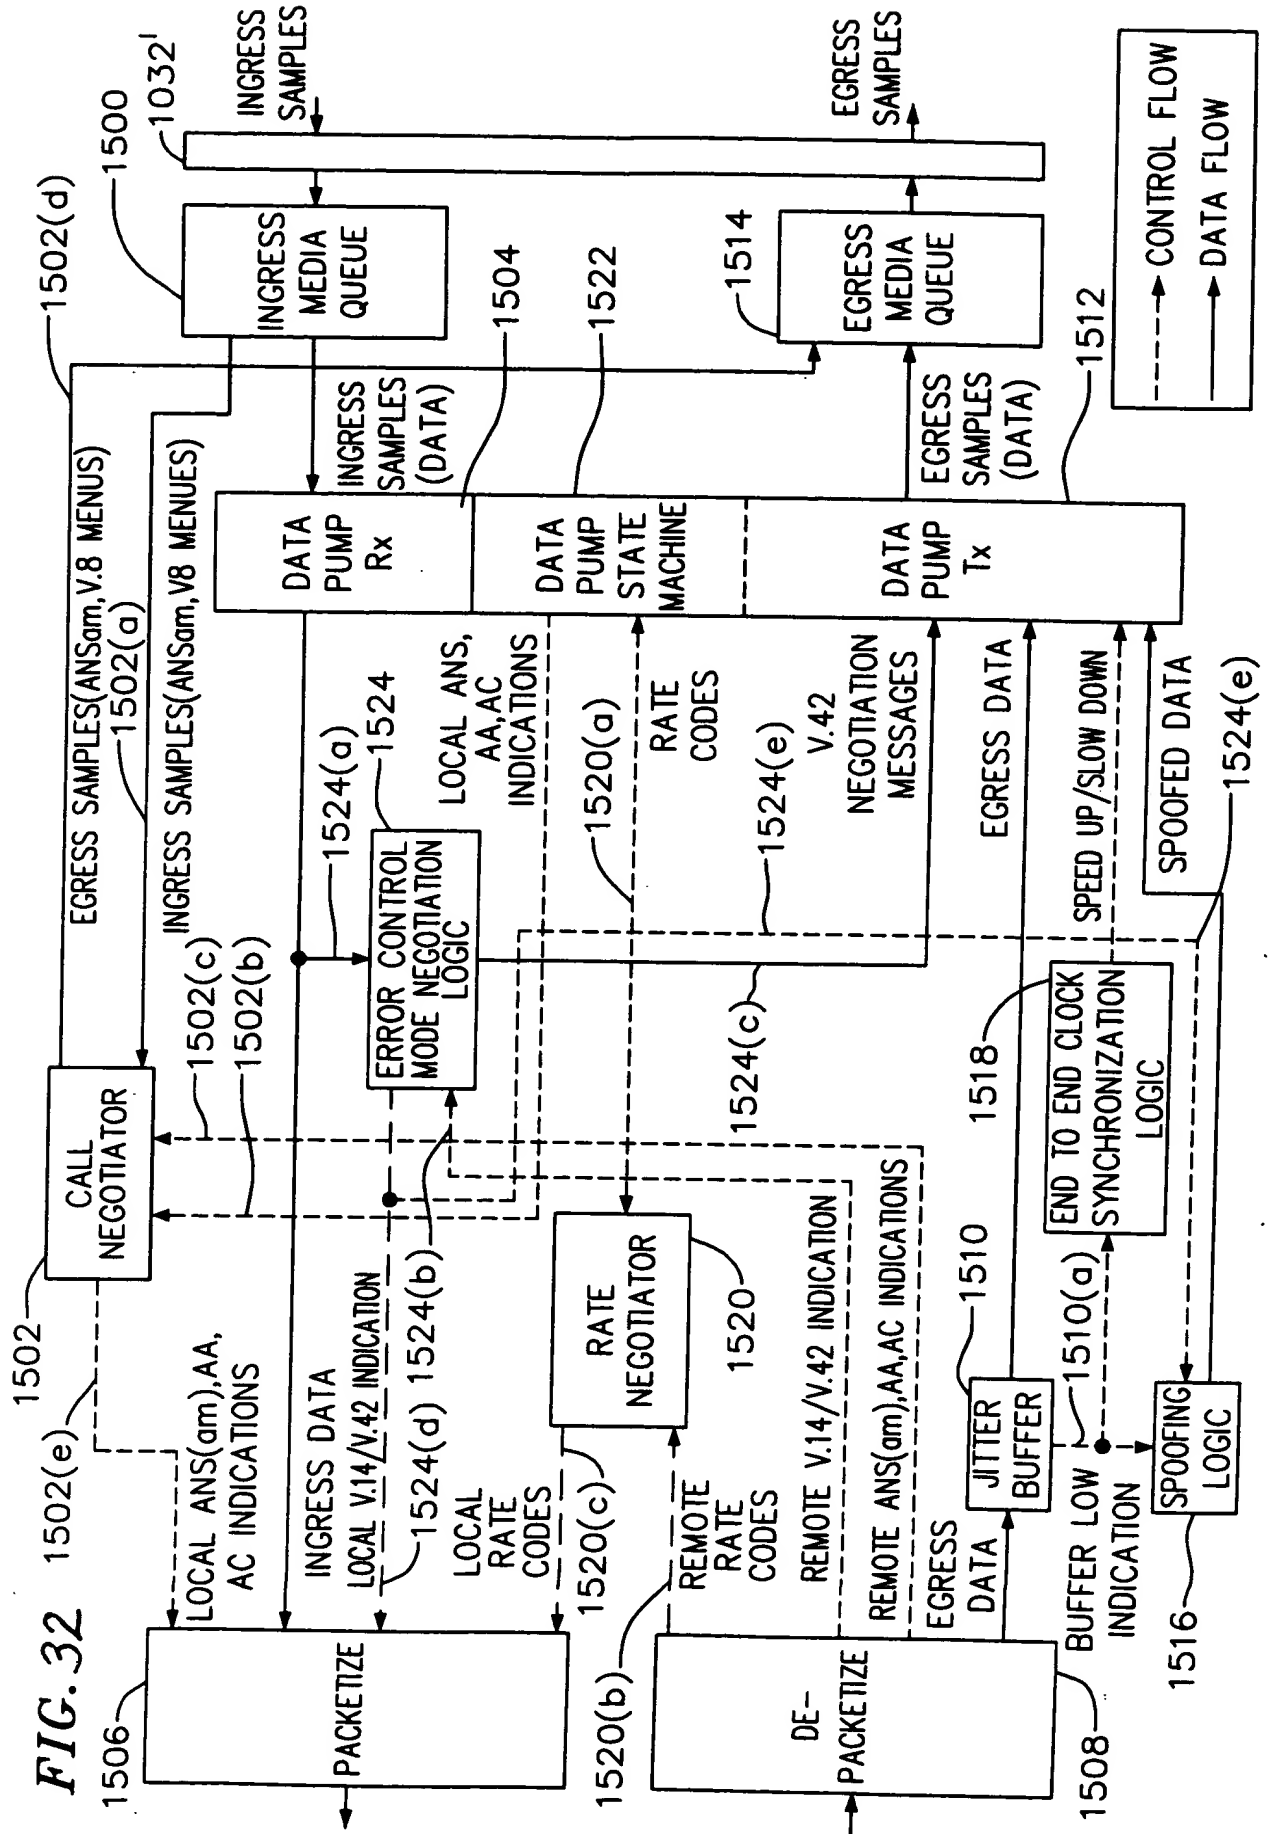 FIG. 32
1506
PACKETIZE
1502(e)
1502
CALL
NEGOTIATOR
LOCAL ANS(am),AA,
AC INDICATIONS
1502(c)
1502(b)
EGRESS SAMPLES(ANSam,V.8 MENUS)
1502(a)
INGRESS SAMPLES(ANSam,V8 MENUES)
1502(d)
1500
1032'
INGRESS
SAMPLES
INGRESS
MEDIA
QUEUE
INGRESS
SAMPLES
(DATA)
1504
DATA
PUMP
Rx
INGRESS DATA
LOCAL V.14/V.42 INDICATION
1524(d)
1524(b)
1524(a)
1524
ERROR CONTROL
MODE NEGOTIATION
LOGIC
LOCAL ANS,
AA,AC
INDICATIONS
DATA
PUMP
STATE
MACHINE
1522
LOCAL
RATE
CODES
1520(c)
RATE
NEGOTIATOR
1520
1520(a)
RATE
CODES
1520(b)
REMOTE
RATE
CODES
1524(c)
1524(e)
V.42
NEGOTIATION
MESSAGES
DATA
PUMP
Tx
EGRESS
SAMPLES
(DATA)
1514
EGRESS
MEDIA
QUEUE
EGRESS
SAMPLES
DE-
PACKETIZE
1508
REMOTE V.14/V.42 INDICATION
REMOTE ANS(am),AA,AC INDICATIONS
EGRESS
DATA
1510
JITTER
BUFFER
EGRESS DATA
1512
BUFFER LOW
INDICATION
1510(a)
1518
END TO END CLOCK
SYNCHRONIZATION
LOGIC
SPEED UP/SLOW DOWN
1516
SPOOFING
LOGIC
SPOOFED DATA
1524(e)
CONTROL FLOW
DATA FLOW